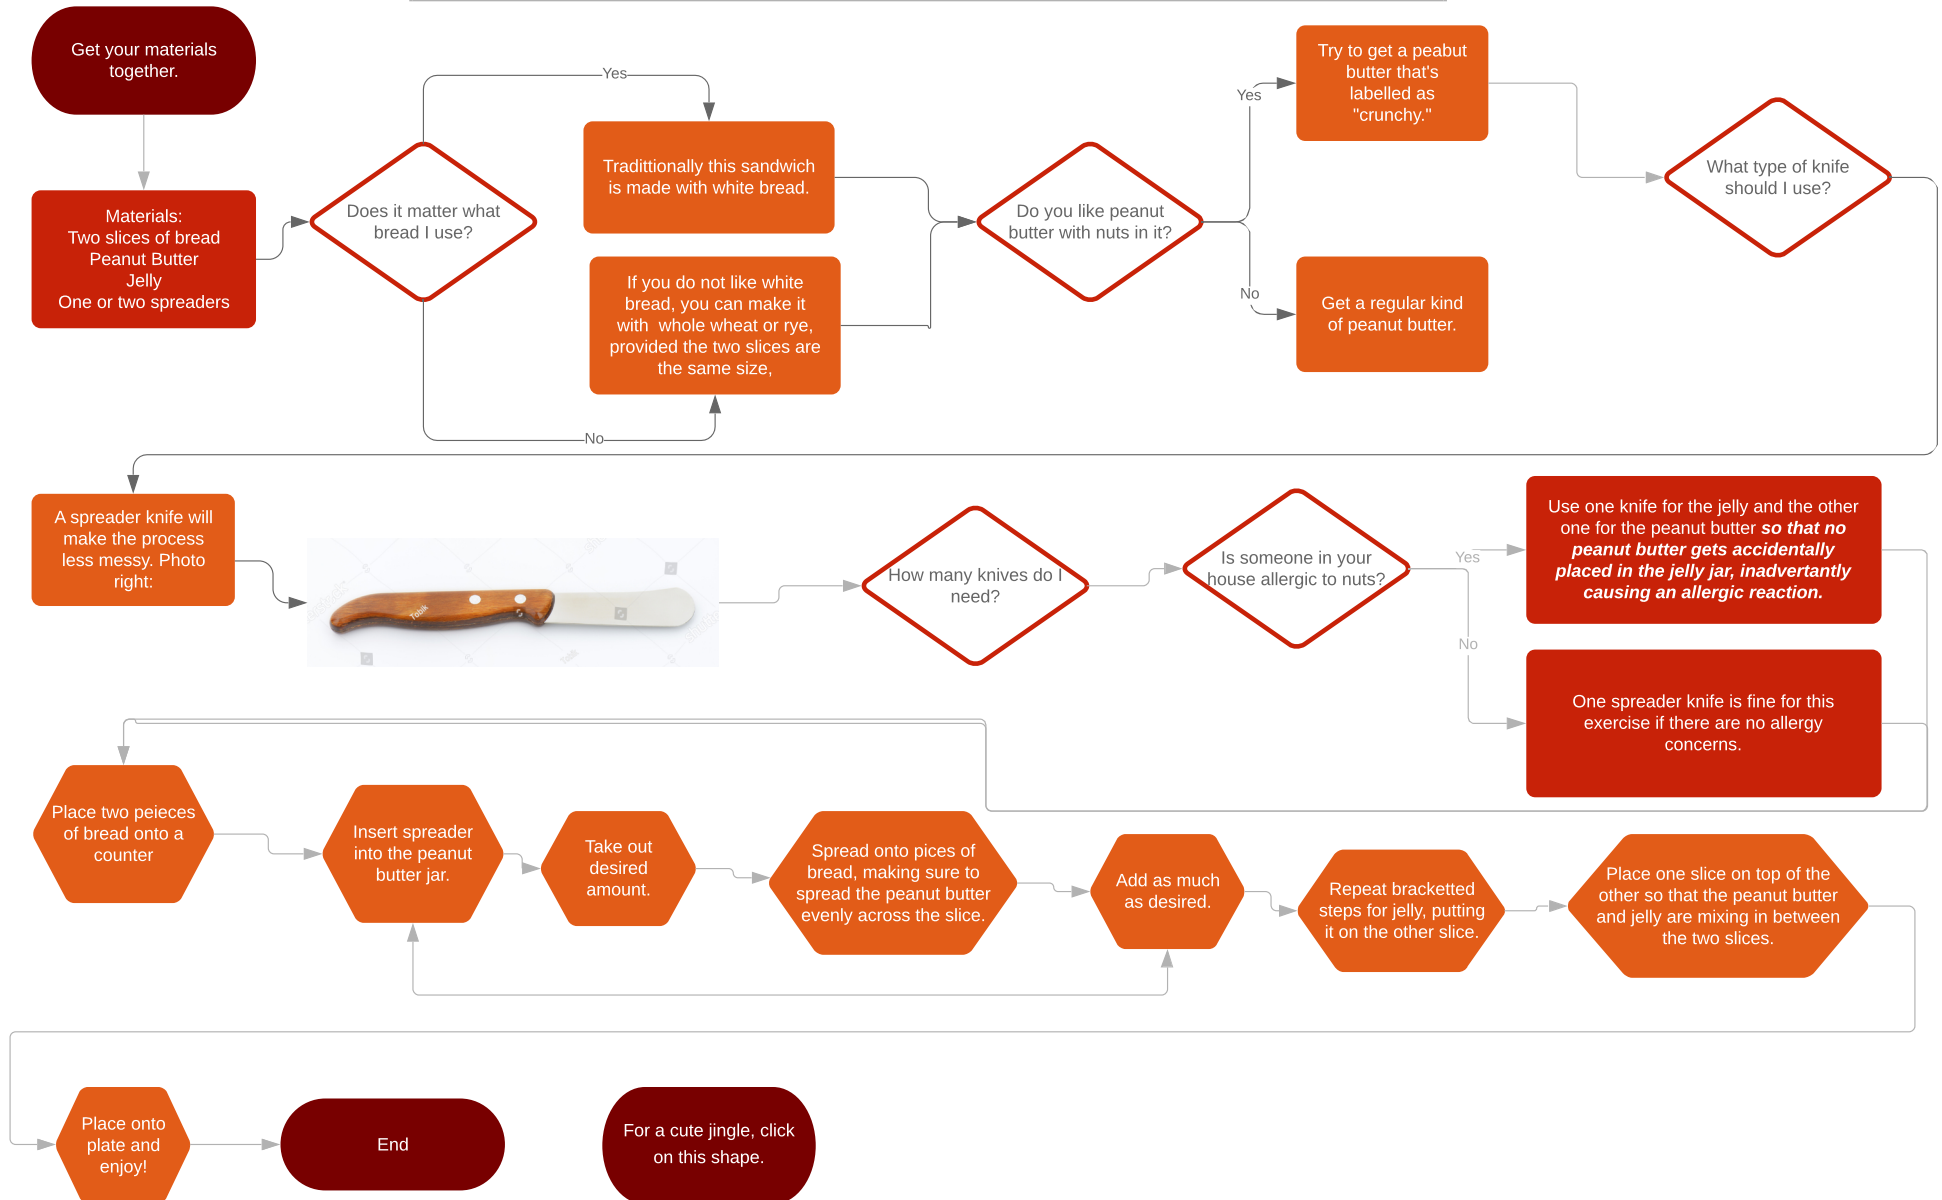 Get your materials
together.
Materials:
Two slices of bread
Peanut Butter
Jelly
One or two spreaders
Does it matter what
bread I use?
Yes
No
Tradittionally this sandwich
is made with white bread.
If you do not like white
bread, you can make it
with  whole wheat or rye,
provided the two slices are
the same size,
Do you like peanut
butter with nuts in it?
Yes
No
Try to get a peabut
butter that's
labelled as
"crunchy."
Get a regular kind
of peanut butter.
What type of knife
should I use?
A spreader knife will
make the process
less messy. Photo
right:
Tobik
How many knives do I
need?
Is someone in your
house allergic to nuts?
Yes
No
Use one knife for the jelly and the other
one for the peanut butter so that no
peanut butter gets accidentally
placed in the jelly jar, inadvertantly
causing an allergic reaction.
One spreader knife is fine for this
exercise if there are no allergy
concerns.
Place two peieces
of bread onto a
counter
Insert spreader
into the peanut
butter jar.
Take out
desired
amount.
Spread onto pices of
bread, making sure to
spread the peanut butter
evenly across the slice.
Add as much
as desired.
Repeat bracketted
steps for jelly, putting
it on the other slice.
Place one slice on top of the
other so that the peanut butter
and jelly are mixing in between
the two slices.
Place onto
plate and
enjoy!
End
For a cute jingle, click
on this shape.